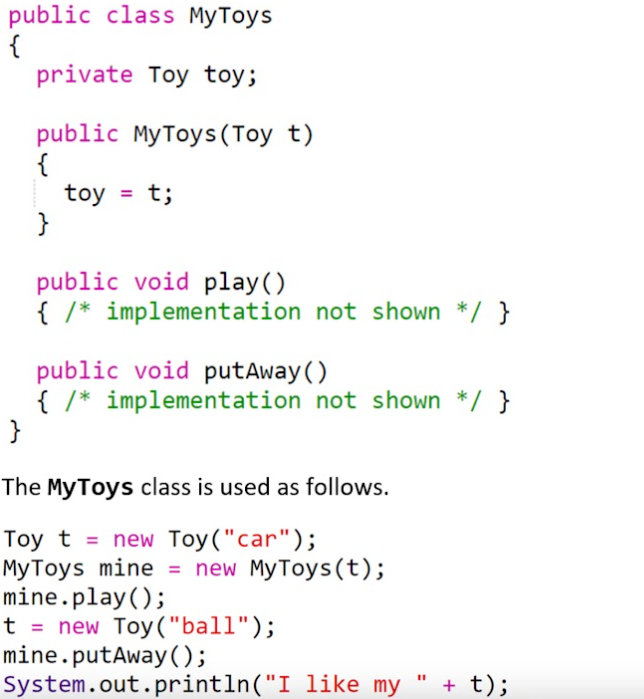 public class MyToys
{
private Toy toy;
public MyToys(Toy t)
{
toy = t;
}
public void play()
{ /* implementation not shown */ }
public void putAway()
{ /* implementation not shown */ }
}
The MyToys class is used as follows.
Toy t = new Toy("car");
MyToys mine = new MyToys(t);
mine.play();
t = new Toy("ball");
mine.putAway();
System.out.println("I like my " + t);